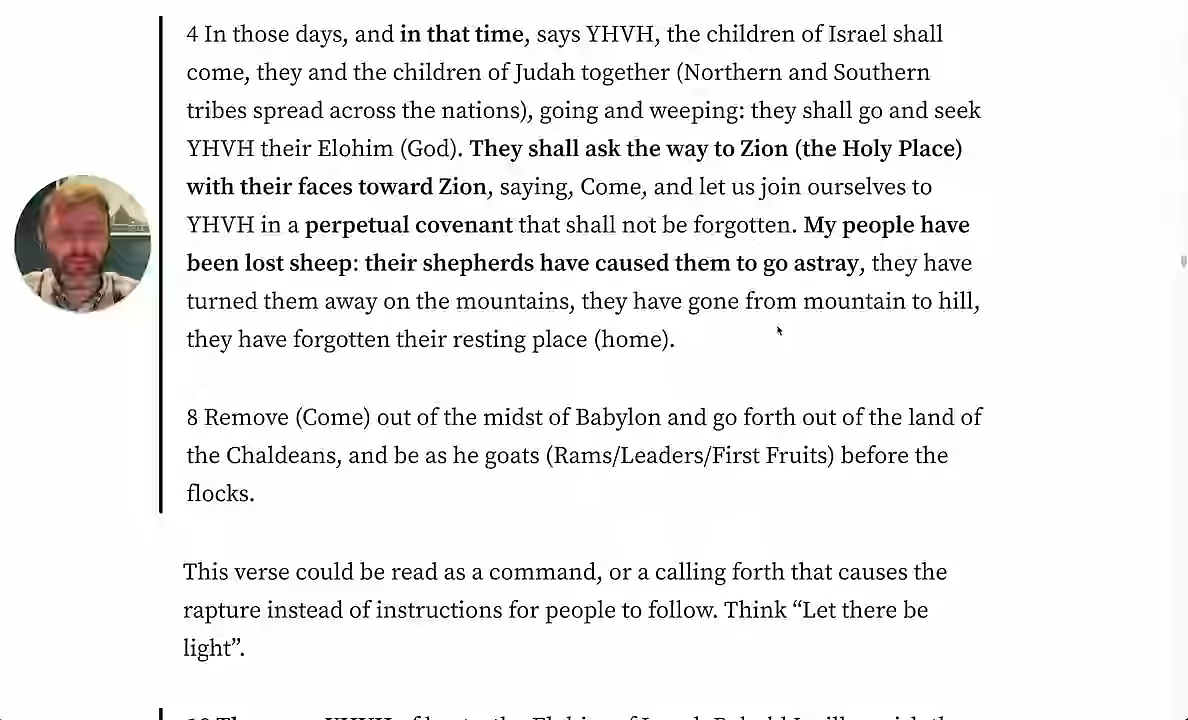 4 In those days, and in that time, says YHVH, the children of Israel shall
come, they and the children of Judah together (Northern and Southern
tribes spread across the nations), going and weeping: they shall go and seek
YHVH their Elohim (God). They shall ask the way to Zion (the Holy Place)
with their faces toward Zion, saying, Come, and let us join ourselves to
YHVH in a perpetual covenant that shall not be forgotten. My people have
been lost sheep: their shepherds have caused them to go astray, they have
turned them away on the mountains, they have gone from mountain to hill,
they have forgotten their resting place (home).
8 Remove (Come) out of the midst of Babylon and go forth out of the land of
the Chaldeans, and be as he goats (Rams/Leaders/First Fruits) before the
flocks.
This verse could be read as a command, or a calling forth that causes the
rapture instead of instructions for people to follow. Think “Let there be
light”.